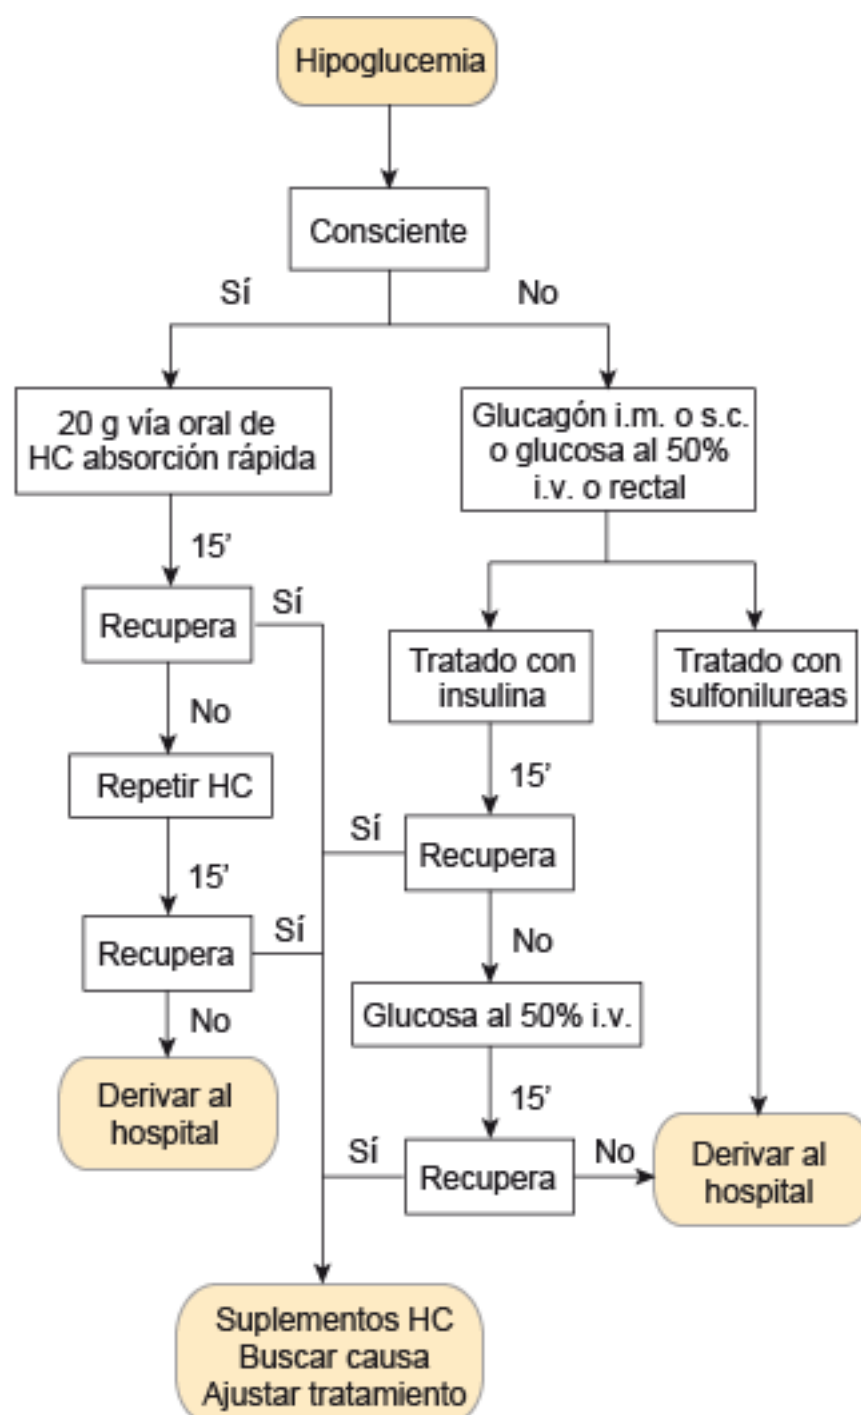 Hipoglucemia
Consciente
Sí
No
20 g vía oral de
HC absorción rápida
Glucagón i.m. o s.c.
o glucosa al 50%
i.v. o rectal
15’
Recupera
Sí
No
Repetir HC
15’
Recupera
Sí
No
Derivar al
hospital
Tratado con
insulina
Tratado con
sulfonilureas
15’
Recupera
Sí
No
Glucosa al 50% i.v.
15’
Recupera
Sí
No
Derivar al
hospital
Suplementos HC
Buscar causa
Ajustar tratamiento